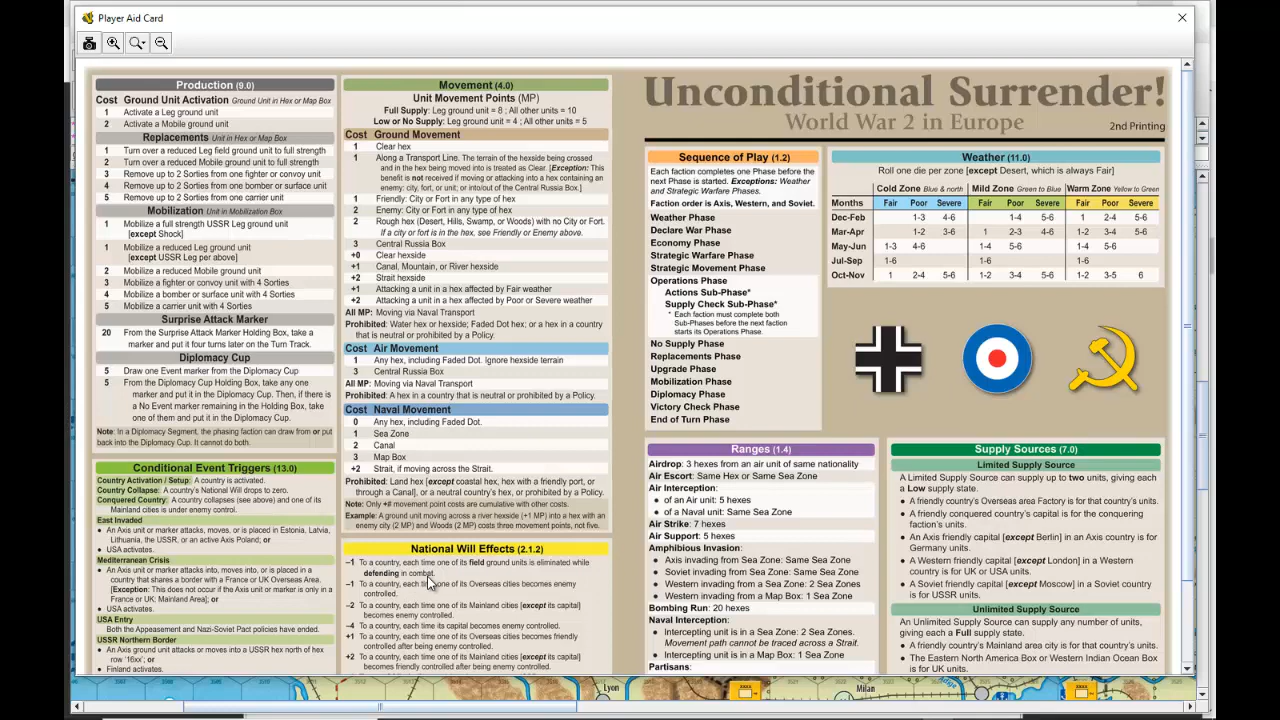 Player Aid Card
Production (9.0)
Cost Ground Unit Activation Ground Unit in Hex or Map Box
1 Activate a Leg ground unit
2 Activate a Mobile ground unit
Replacements Unit in Hex or Map Box
1 Turn over a reduced Leg field ground unit to full strength
2 Turn over a reduced Mobile ground unit to full strength
3 Remove up to 2 Sorties from one fighter or convoy unit
4 Remove up to 2 Sorties from one bomber or surface unit
5 Remove up to 2 Sorties from one carrier unit
Mobilization Unit in Mobilization Box
1 Mobilize a full strength USSR Leg ground unit
[except Shock]
1 Mobilize a reduced Leg ground unit
[except USSR Leg per above]
2 Mobilize a reduced Mobile ground unit
3 Mobilize a fighter or convoy unit with 4 Sorties
4 Mobilize a bomber or surface unit with 4 Sorties
5 Mobilize a carrier unit with 4 Sorties
Surprise Attack Marker
20 From the Surprise Attack Marker Holding Box, take a
marker and put it four turns later on the Turn Track.
Diplomacy Cup
5 Draw one Event marker from the Diplomacy Cup
5 From the Diplomacy Cup Holding Box, take any one
marker and put it in the Diplomacy Cup. Then, if there is
a No Event marker remaining in the Holding Box, take
one of them and put it in the Diplomacy Cup.
Note: In a Diplomacy Segment, the phasing faction can draw from or put
back into the Diplomacy Cup. It cannot do both.
Conditional Event Triggers (13.0)
Country Activation / Setup: A country is activated.
Country Collapse: A country's National Will drops to zero.
Conquered Country: A country collapses (see above) and one of its
Mainland cities is under enemy control.
East Invaded
• An Axis unit or marker attacks, moves, or is placed in Estonia, Latvia,
Lithuania, the USSR, or an active Axis Poland; or
• USA activates.
Mediterranean Crisis
• An Axis unit or marker attacks into, moves into, or is placed in a
country that shares a border with a France or UK Overseas Area.
[Exception: This does not occur if the Axis unit or marker is only in a
France or UK Mainland Area]; or
• USA activates.
USA Entry
Both the Appeasement and Nazi-Soviet Pact policies have ended.
USSR Northern Border
• An Axis ground unit attacks or moves into a USSR hex north of hex
row '16xx'; or
• Finland activates.
Movement (4.0)
Unit Movement Points (MP)
Full Supply: Leg ground unit = 8 ; All other units = 10
Low or No Supply: Leg ground unit = 4 ; All other units = 5
Cost Ground Movement
1 Clear hex
1 Along a Transport Line. The terrain of the hexside being crossed
and in the hex being moved into is treated as Clear. [Exception: This
benefit is not received if moving or attacking into a hex containing an
enemy: city, fort, or unit; or into/out of the Central Russia Box.]
1 Friendly: City or Fort in any type of hex
2 Enemy: City or Fort in any type of hex
2 Rough hex (Desert, Hills, Swamp, or Woods) with no City or Fort.
If a city or fort is in the hex, see Friendly or Enemy above.
3 Central Russia Box
+0 Clear hexside
+1 Canal, Mountain, or River hexside
+2 Strait hexside
+1 Attacking a unit in a hex affected by Fair weather
+2 Attacking a unit in a hex affected by Poor or Severe weather
All MP: Moving via Naval Transport
Prohibited: Water hex or hexside; Faded Dot hex; or a hex in a country
that is neutral or prohibited by a Policy.
Cost Air Movement
1 Any hex, including Faded Dot. Ignore hexside terrain
3 Central Russia Box
All MP: Moving via Naval Transport
Prohibited: A hex in a country that is neutral or prohibited by a Policy.
Cost Naval Movement
0 Any hex, including Faded Dot.
1 Sea Zone
2 Canal
3 Map Box
+2 Strait, if moving across the Strait.
Prohibited: Land hex [except coastal hex, hex with a friendly port, or
through a Canal], or a neutral country's hex, or prohibited by a Policy.
Note: Only +# movement point costs are cumulative with other costs.
Example: A ground unit moving across a river hexside (+1 MP) into a hex with an
enemy city (2 MP) and Woods (2 MP) costs three movement points, not five.
National Will Effects (2.1.2)
–1 To a country, each time one of its field ground units is eliminated while
defending in combat.
–1 To a country, each time one of its Overseas cities becomes enemy
controlled.
–2 To a country, each time one of its Mainland cities [except its capital]
becomes enemy controlled.
–4 To a country, each time its capital becomes enemy controlled.
+1 To a country, each time one of its Overseas cities becomes friendly
controlled after being enemy controlled.
+2 To a country, each time one of its Mainland cities [except its capital]
becomes friendly controlled after being enemy controlled.
Unconditional Surrender!
World War 2 in Europe
2nd Printing
Sequence of Play (1.2)
Each faction completes one Phase before the
next Phase is started. Exceptions: Weather
and Strategic Warfare Phases.
Faction order is Axis, Western, and Soviet.
Weather Phase
Declare War Phase
Economy Phase
Strategic Warfare Phase
Strategic Movement Phase
Operations Phase
Actions Sub-Phase*
Supply Check Sub-Phase*
* Each faction must complete both
Sub-Phases before the next faction
starts its Operations Phase.
No Supply Phase
Replacements Phase
Upgrade Phase
Mobilization Phase
Diplomacy Phase
Victory Check Phase
End of Turn Phase
Weather (11.0)
Roll one die per zone [except Desert, which is always Fair]
Cold Zone Blue & north Mild Zone Green to Blue Warm Zone Yellow to Green
Months Fair Poor Severe Fair Poor Severe Fair Poor Severe
Dec-Feb 1-3 4-6 1-4 5-6 1 2-4 5-6
Mar-Apr 1-2 3-6 1 2-3 4-6 1-2 3-4 5-6
May-Jun 1-3 4-6 1-4 5-6 1-4 5-6
Jul-Sep 1-6 1-6 1-6
Oct-Nov 1 2-4 5-6 1-2 3-4 5-6 1-2 3-5 6
Ranges (1.4)
Airdrop: 3 hexes from an air unit of same nationality
Air Escort: Same Hex or Same Sea Zone
Air Interception:
• of an Air unit: 5 hexes
• of a Naval unit: Same Sea Zone
Air Strike: 7 hexes
Air Support: 5 hexes
Amphibious Invasion:
• Axis invading from Sea Zone: Same Sea Zone
• Soviet invading from Sea Zone: Same Sea Zone
• Western invading from Sea Zone: 2 Sea Zones
• Western invading from a Map Box: 1 Sea Zone
Bombing Run: 20 hexes
Naval Interception:
• Intercepting unit is in a Sea Zone: 2 Sea Zones.
Movement path cannot be traced across a Strait.
• Intercepting unit is in a Map Box: 1 Sea Zone
Partisans:
Supply Sources (7.0)
Limited Supply Source
A Limited Supply Source can supply up to two units, giving each
a Low supply state.
• A friendly country's Overseas area Factory is for that country's units.
• A friendly conquered country's capital is for the conquering
faction's units.
• An Axis friendly capital [except Berlin] in an Axis country is for
Germany units.
• A Western friendly capital [except London] in a Western
country is for UK or USA units.
• A Soviet friendly capital [except Moscow] in a Soviet country
is for USSR units.
Unlimited Supply Source
An Unlimited Supply Source can supply any number of units,
giving each a Full supply state.
• A friendly country's Mainland area city is for that country's units.
• The Eastern North America Box or Western Indian Ocean Box
is for UK units.
Lyon
Milan